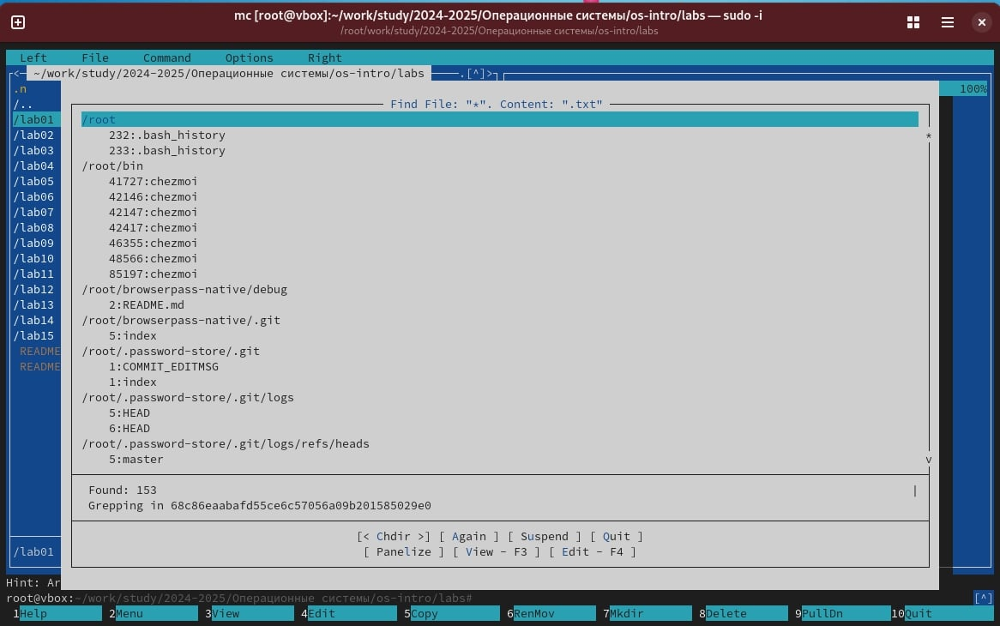 mc [root@vbox]:~/work/study/2024-2025/Операционные системы/os-intro/labs — sudo -i
/root/work/study/2024-2025/Операционные системы/os-intro/labs
Left File Command Options Right
<— ~/work/study/2024-2025/Операционные системы/os-intro/labs .[^]>
.n 100%
/..
Find File: "*". Content: ".txt"
/lab01 /root
/lab02 232:.bash_history
/lab03 233:.bash_history
/lab04 /root/bin
/lab05 41727:chezmoi
/lab06 42146:chezmoi
/lab07 42147:chezmoi
/lab08 42417:chezmoi
/lab09 46355:chezmoi
/lab10 48566:chezmoi
/lab11 85197:chezmoi
/lab12 /root/browserpass-native/debug
/lab13 2:README.md
/lab14 /root/browserpass-native/.git
/lab15 5:index
README /root/.password-store/.git
README 1:COMMIT_EDITMSG
1:index
/root/.password-store/.git/logs
5:HEAD
6:HEAD
/root/.password-store/.git/logs/refs/heads
5:master
Found: 153 |
Grepping in 68c86eaabafd55ce6c57056a09b201585029e0
[< Chdir >] [ Again ] [ Suspend ] [ Quit ]
/lab01 [ Panelize ] [ View - F3 ] [ Edit - F4 ]
Hint: Ar
root@vbox:~/work/study/2024-2025/Операционные системы/os-intro/labs# [^]
1Help 2Menu 3View 4Edit 5Copy 6RenMov 7Mkdir 8Delete 9PullDn 10Quit